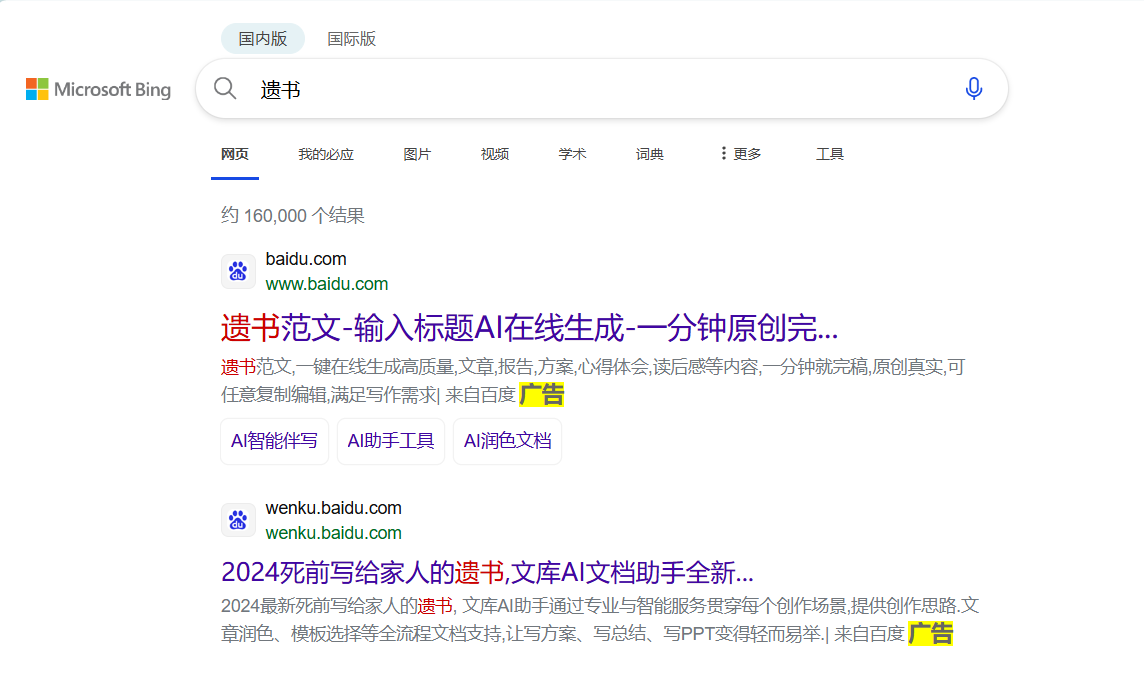 国内版 国际版
Microsoft Bing 遗书
网页 我的必应 图片 视频 学术 词典 更多 工具
约 160,000 个结果
baidu.com
www.baidu.com
遗书范文-输入标题AI在线生成-一分钟原创完...
遗书范文,一键在线生成高质量,文章,报告,方案,心得体会,读后感等内容,一分钟就完稿,原创真实,可
任意复制编辑,满足写作需求| 来自百度 广告
AI智能伴写 AI助手工具 AI润色文档
wenku.baidu.com
wenku.baidu.com
2024死前写给家人的遗书,文库AI文档助手全新...
2024最新死前写给家人的遗书, 文库AI助手通过专业与智能服务贯穿每个创作场景,提供创作思路.文
章润色、模板选择等全流程文档支持,让写方案、写总结、写PPT变得轻而易举.| 来自百度 广告